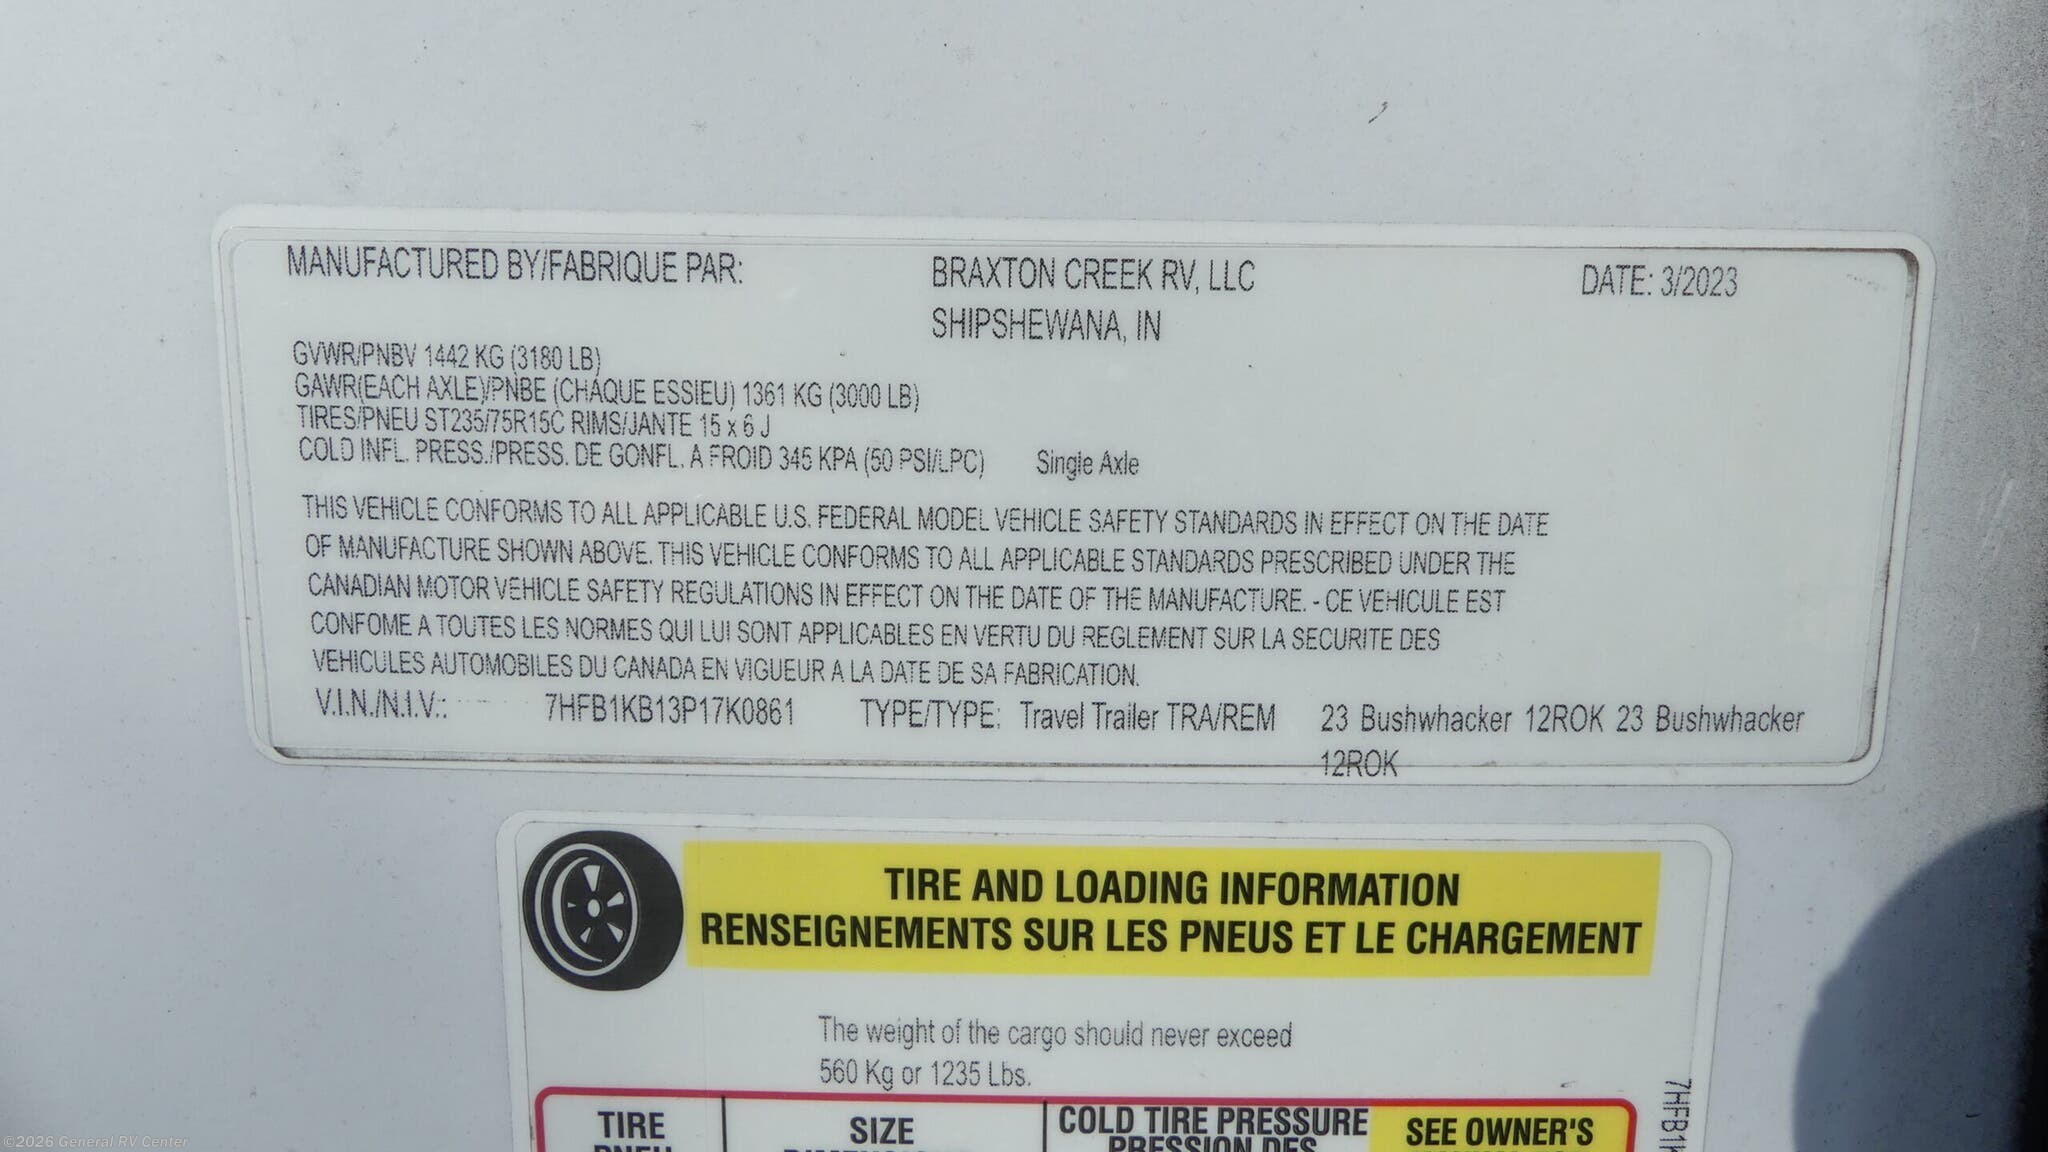 MANUFACTURED BY/FABRIQUE PAR: BRAXTON CREEK RV, LLC DATE: 3/2023
SHIPSHEWANA, IN
GVWR/PNBV 1442 KG (3180 LB)
GAWR(EACH AXLE)/PNBE (CHAQUE ESSIEU) 1361 KG (3000 LB)
TIRES/PNEU ST235/75R15C RIMS/JANTE 15 x 6 J
COLD INFL. PRESS./PRESS. DE GONFL. A FROID 345 KPA (50 PSI/LPC) Single Axle
THIS VEHICLE CONFORMS TO ALL APPLICABLE U.S. FEDERAL MODEL VEHICLE SAFETY STANDARDS IN EFFECT ON THE DATE
OF MANUFACTURE SHOWN ABOVE. THIS VEHICLE CONFORMS TO ALL APPLICABLE STANDARDS PRESCRIBED UNDER THE
CANADIAN MOTOR VEHICLE SAFETY REGULATIONS IN EFFECT ON THE DATE OF THE MANUFACTURE. - CE VEHICULE EST
CONFOME A TOUTES LES NORMES QUI LUI SONT APPLICABLES EN VERTU DU REGLEMENT SUR LA SECURITE DES
VEHICULES AUTOMOBILES DU CANADA EN VIGUEUR A LA DATE DE SA FABRICATION.
V.I.N./N.I.V.: 7HFB1KB13P17K0861 TYPE/TYPE: Travel Trailer TRA/REM 23 Bushwhacker 12ROK 23 Bushwhacker
12ROK
TIRE AND LOADING INFORMATION
RENSEIGNEMENTS SUR LES PNEUS ET LE CHARGEMENT
The weight of the cargo should never exceed
560 Kg or 1235 Lbs.
TIRE SIZE COLD TIRE PRESSURE SEE OWNER'S
PNEU PRESSION DES
7HFB1K
©2026 General RV Center